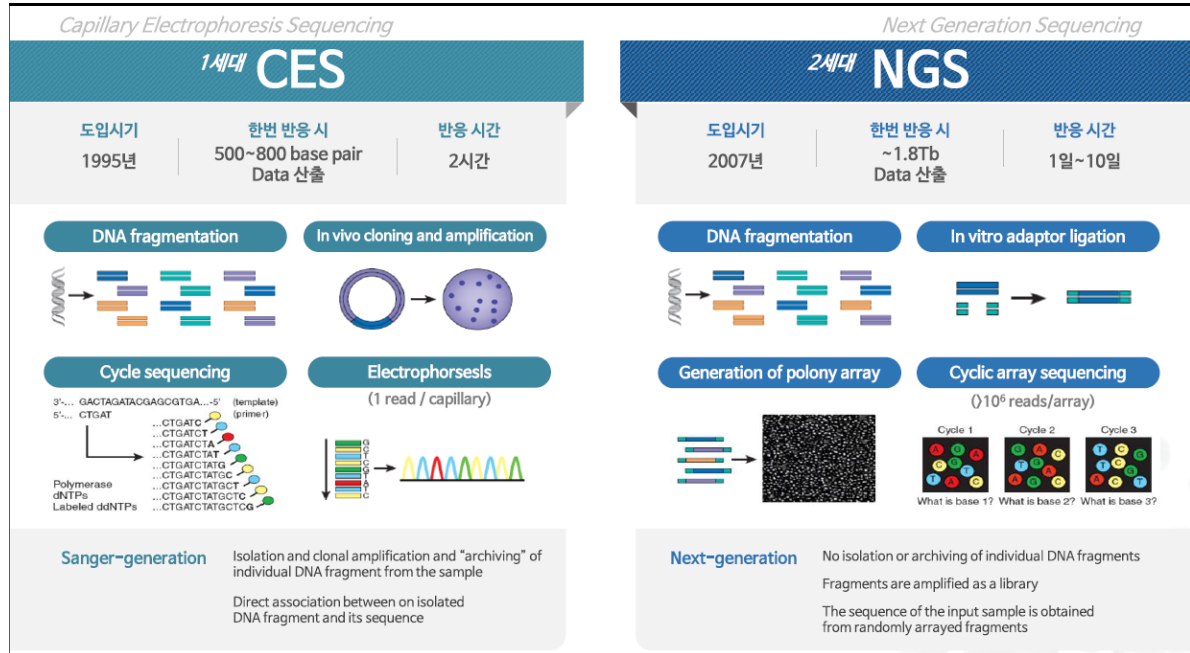 Capillary Electrophoresis Sequencing
1세대 CES
도입시기
1995년
한번 반응 시
500~800 base pair
Data 산출
반응 시간
2시간
DNA fragmentation
In vivo cloning and amplification
Cycle sequencing
3'-... GACTAGATACGAGCGTGA...-5' (template)
5'-... CTGAT (primer)
...CTGATC
...CTGATCT
...CTGATCTA
...CTGATCTAT
...CTGATCTATG
...CTGATCTATGC
...CTGATCTATGCT
...CTGATCTATGCTC
...CTGATCTATGCTCG
Polymerase
dNTPs
Labeled ddNTPs
Electrophorsesls
(1 read / capillary)
G
C
T
C
G
T
A
T
C
Sanger-generation
Isolation and clonal amplification and "archiving" of
individual DNA fragment from the sample
Direct association between on isolated
DNA fragment and its sequence
Next Generation Sequencing
2세대 NGS
도입시기
2007년
한번 반응 시
~1.8Tb
Data 산출
반응 시간
1일~10일
DNA fragmentation
In vitro adaptor ligation
Generation of polony array
Cyclic array sequencing
(〉10⁶ reads/array)
Cycle 1 Cycle 2 Cycle 3
A G A
C G T
T A C
G A C
T G T
A G C
T C T
C G
A C T
What is base 1? What is base 2? What is base 3?
Next-generation
No isolation or archiving of individual DNA fragments
Fragments are amplified as a library
The sequence of the input sample is obtained
from randomly arrayed fragments